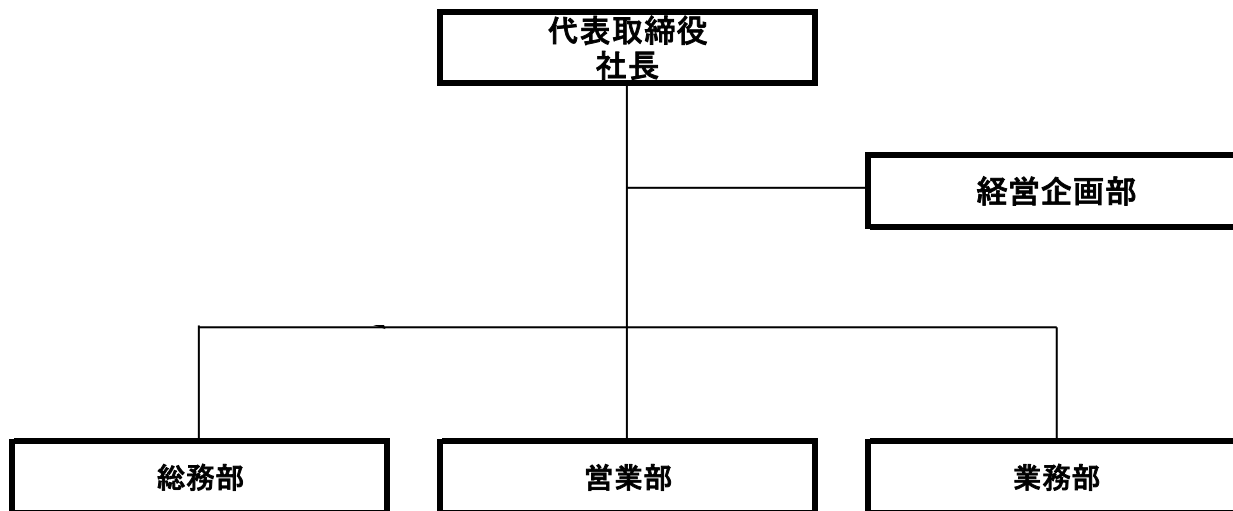 代表取締役
社長
経営企画部
総務部
営業部
業務部